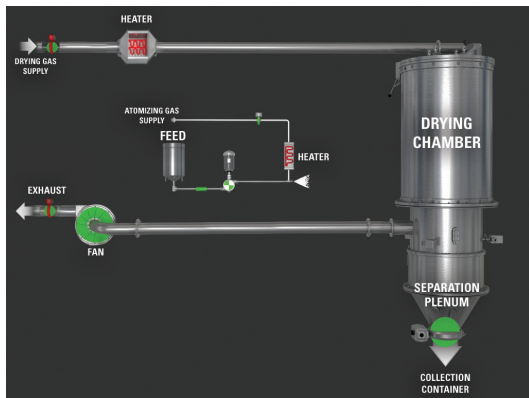 HEATER
DRYING GAS
SUPPLY
ATOMIZING GAS
SUPPLY
FEED
HEATER
DRYING
CHAMBER
EXHAUST
FAN
SEPARATION
PLENUM
COLLECTION
CONTAINER